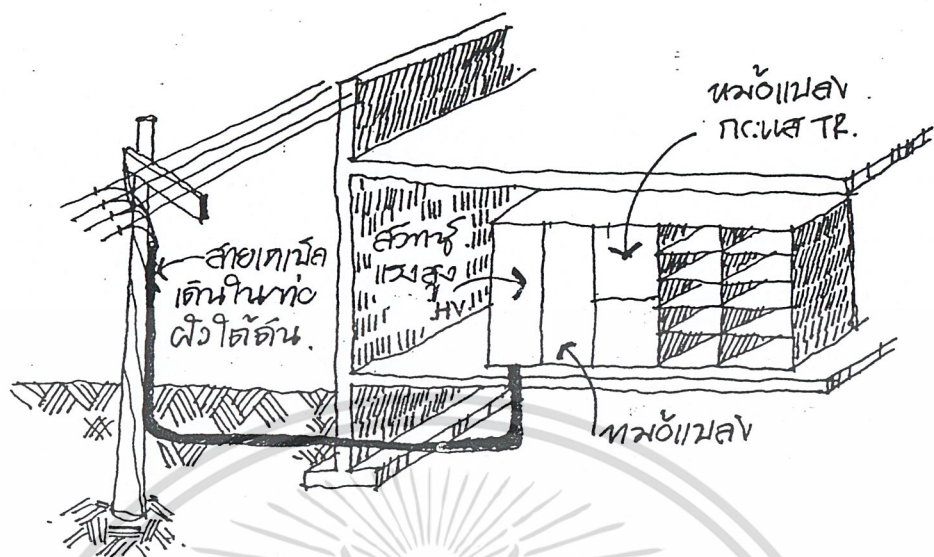 หม้อแปลง
กระแส TR.
สวิทช์
แรงสูง
HV.
สายเคเบิล
เดินในท่อ
ฝังใต้ดิน.
หม้อแปลง